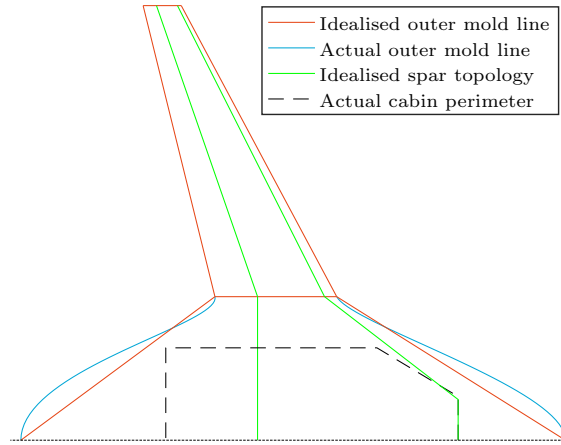 Idealised outer mold line
Actual outer mold line
Idealised spar topology
Actual cabin perimeter